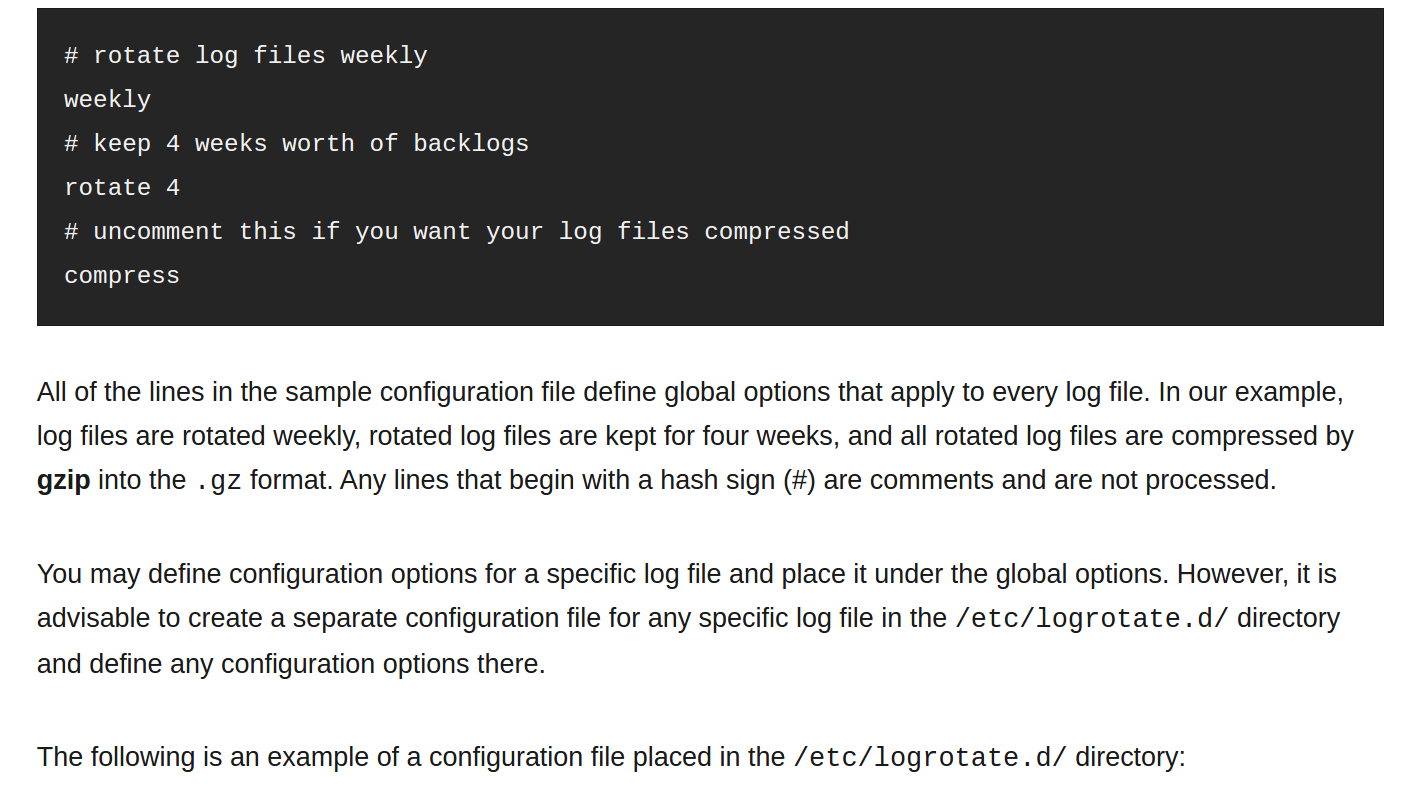 # rotate log files weekly
weekly
# keep 4 weeks worth of backlogs
rotate 4
# uncomment this if you want your log files compressed
compress
All of the lines in the sample configuration file define global options that apply to every log file. In our example,
log files are rotated weekly, rotated log files are kept for four weeks, and all rotated log files are compressed by
gzip into the .gz format. Any lines that begin with a hash sign (#) are comments and are not processed.
You may define configuration options for a specific log file and place it under the global options. However, it is
advisable to create a separate configuration file for any specific log file in the /etc/logrotate.d/ directory
and define any configuration options there.
The following is an example of a configuration file placed in the /etc/logrotate.d/ directory: